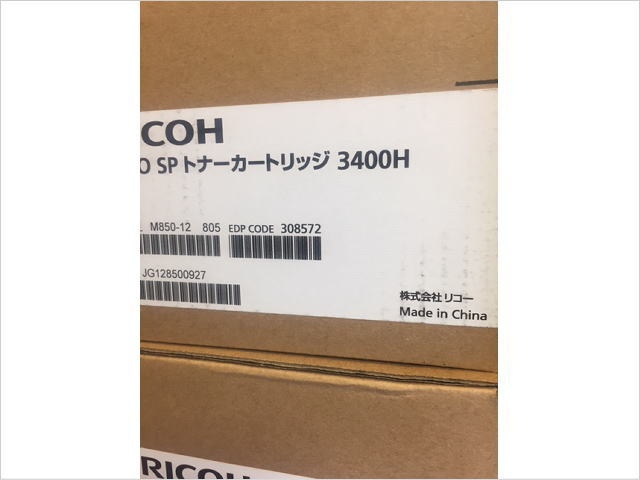 ICOH
O SP トナーカートリッジ 3400H
M850-12 805 EDP CODE 308572
JG128500927
株式会社 リコー
Made in China
RICOH